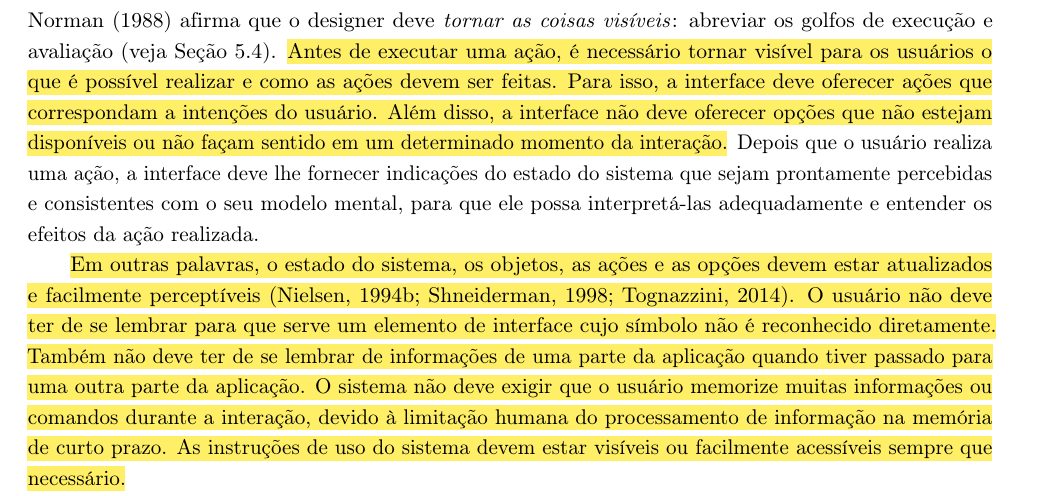 Norman (1988) afirma que o designer deve tornar as coisas visíveis: abreviar os golfos de execução e
avaliação (veja Seção 5.4). Antes de executar uma ação, é necessário tornar visível para os usuários o
que é possível realizar e como as ações devem ser feitas. Para isso, a interface deve oferecer ações que
correspondam a intenções do usuário. Além disso, a interface não deve oferecer opções que não estejam
disponíveis ou não façam sentido em um determinado momento da interação. Depois que o usuário realiza
uma ação, a interface deve lhe fornecer indicações do estado do sistema que sejam prontamente percebidas
e consistentes com o seu modelo mental, para que ele possa interpretá-las adequadamente e entender os
efeitos da ação realizada.
Em outras palavras, o estado do sistema, os objetos, as ações e as opções devem estar atualizados
e facilmente perceptíveis (Nielsen, 1994b; Shneiderman, 1998; Tognazzini, 2014). O usuário não deve
ter de se lembrar para que serve um elemento de interface cujo símbolo não é reconhecido diretamente.
Também não deve ter de se lembrar de informações de uma parte da aplicação quando tiver passado para
uma outra parte da aplicação. O sistema não deve exigir que o usuário memorize muitas informações ou
comandos durante a interação, devido à limitação humana do processamento de informação na memória
de curto prazo. As instruções de uso do sistema devem estar visíveis ou facilmente acessíveis sempre que
necessário.